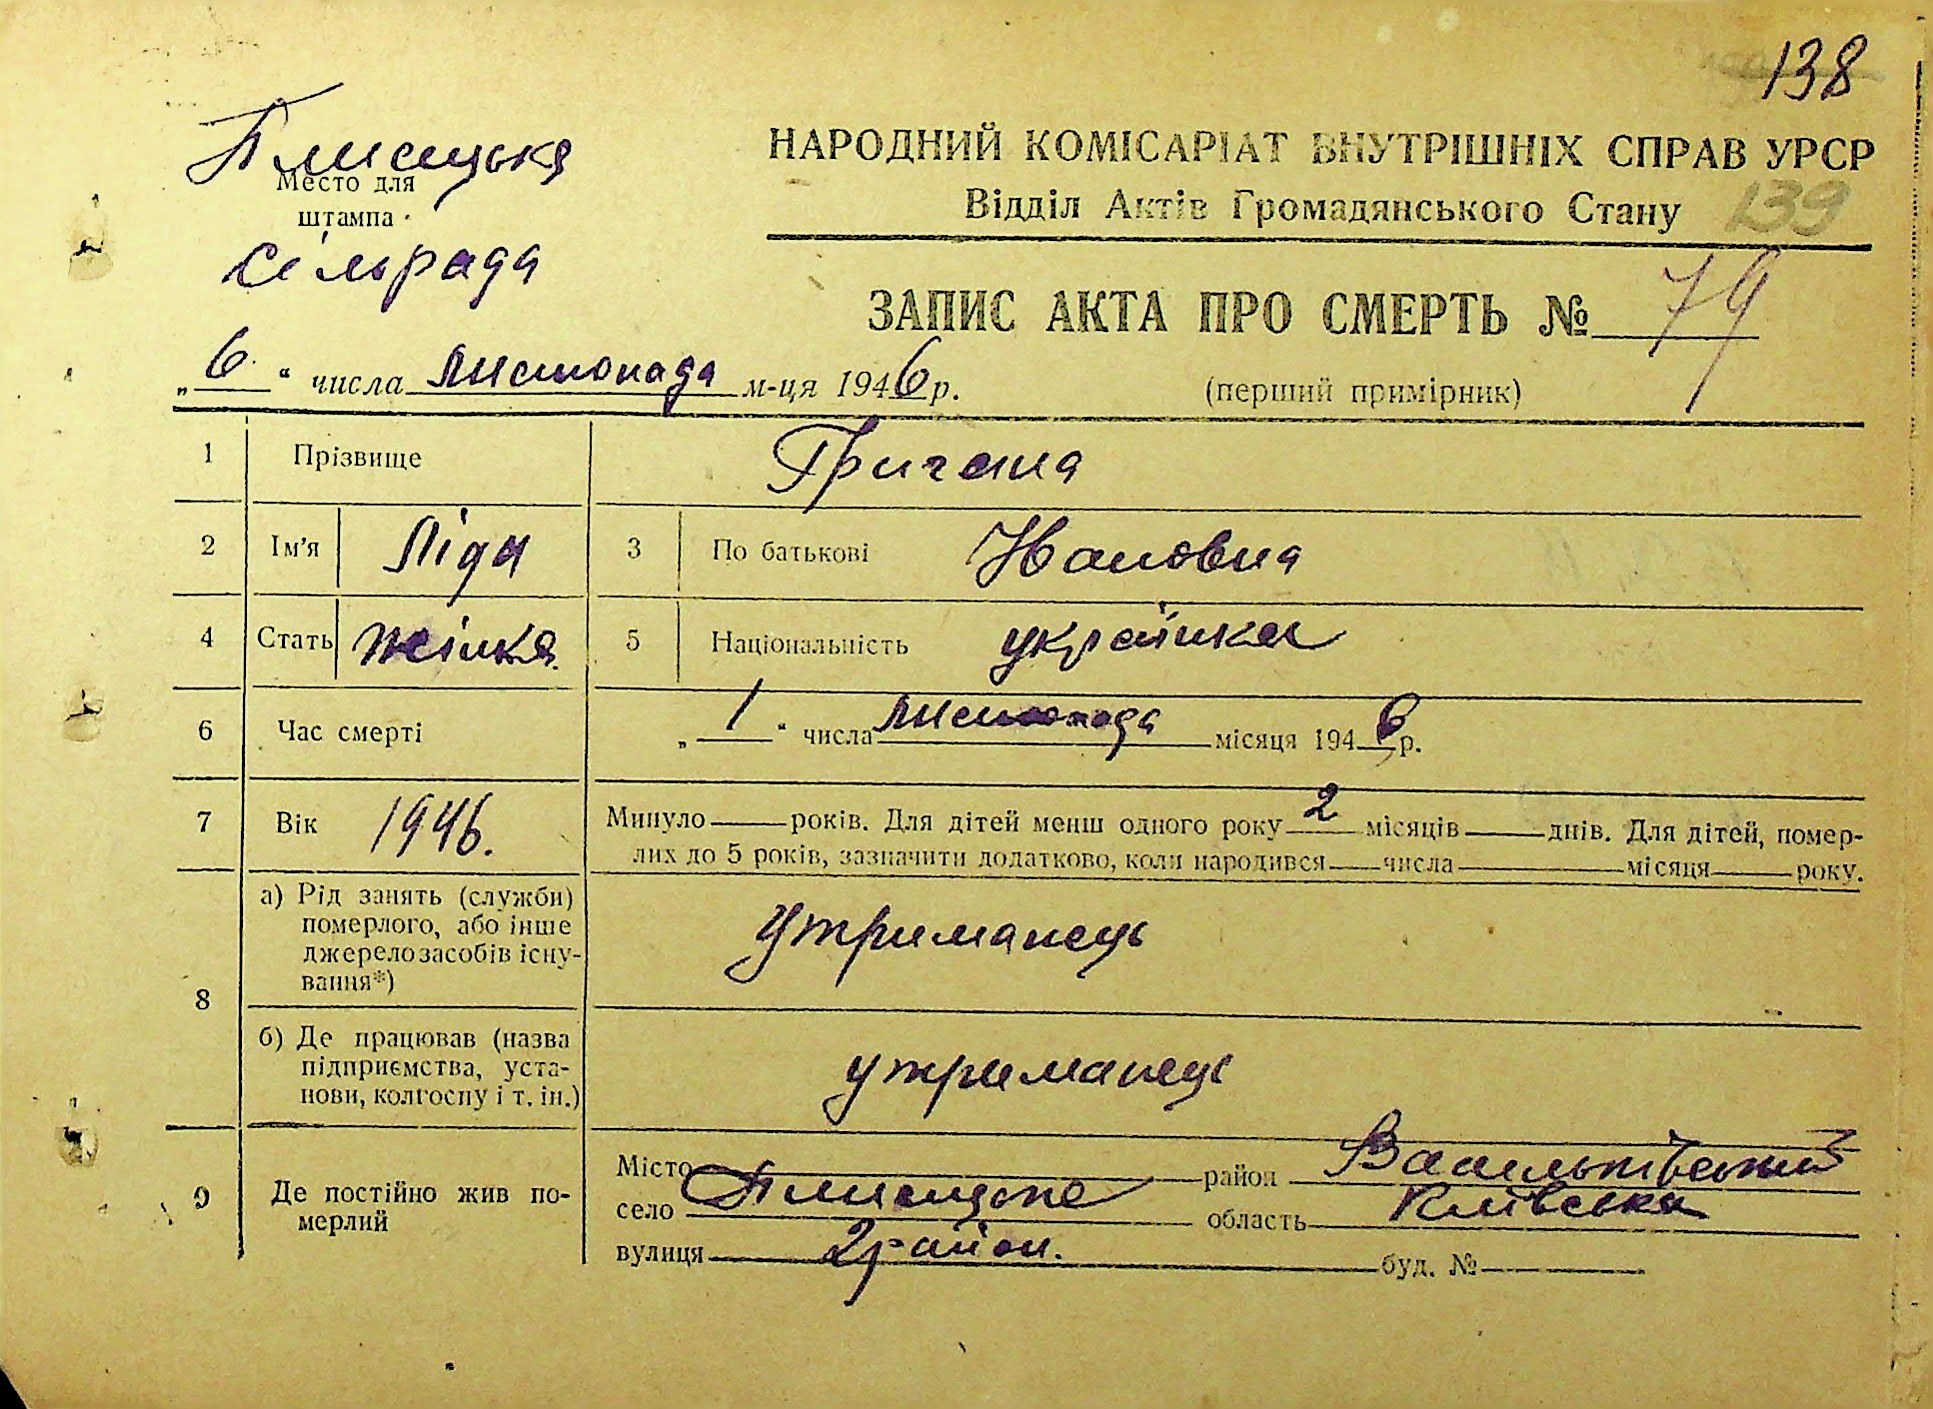 138
Плисецька
Место для
штампа
сільрада
НАРОДНИЙ КОМІСАРІАТ ВНУТРІШНІХ СПРАВ УРСР
Відділ Актів Громадянського Стану
139
ЗАПИС АКТА ПРО СМЕРТЬ № 79
„6“ числа листопада м-ця 1946 р.
(перший примірник)
1 Прізвище
2 Ім'я Ліда 3 По батькові Івановна
4 Стать жінка. 5 Національність українка
6 Час смерті „1“ числа листопада місяця 1946 р.
7 Вік 1946. Минуло років. Для дітей менш одного року 2 місяців днів. Для дітей, помер-
лих до 5 років, зазначити додатково, коли народився числа місяця року.
8 а) Рід занять (служби)
померлого, або інше
джерело засобів існу-
вання*)
Утриманець
б) Де працював (назва
підприємства, уста-
нови, колгоспу і т. ін.)
утриманець
9 Де постійно жив по-
мерлий
Місто район Васильківський
село Плисецьке область Київська
вулиця 2 район. буд. №